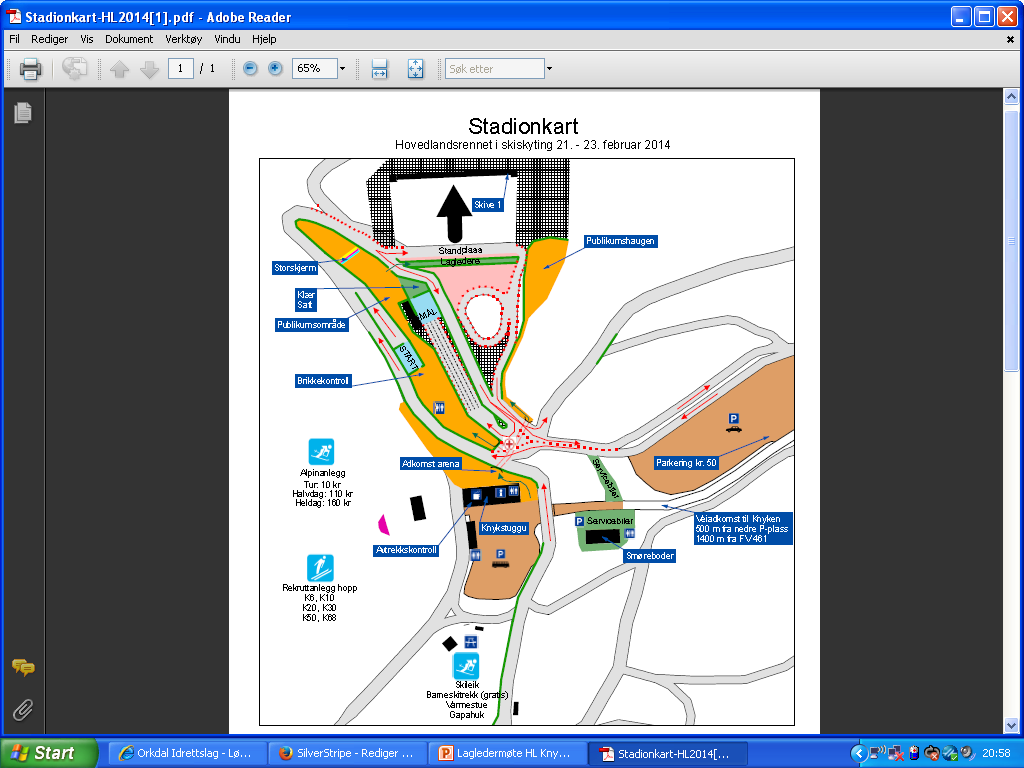 Stadionkart-HL2014[1].pdf - Adobe Reader
Fil Rediger Vis Dokument Verktøy Vindu Hjelp
1 / 1 65% Søk etter
Stadionkart
Hovedlandsrennet i skiskyting 21. - 23. februar 2014
Skive 1
Standplass
Lagledere
Publikumshaugen
Storskjerm
Klær
Salt
Publikumsområde
MÅL
START
Brikkekontroll
P
Parkering kr. 50
Adkomst arena
Alpinanlegg
Tur: 10 kr
Halvdag: 110 kr
Heldag: 160 kr
Servicebiler
Knykstuggu
P Servicebiler
Veiadkomst til Knyken
500 m fra nedre P-plass
1400 m fra FV461
Avtrekkskontroll
P
Smøreboder
Rekruttanlegg hopp
K6, K10
K20, K30
K50, K68
Skileik
Barneskitrekk (gratis)
Varmestue
Gapahuk
Start
Orkdal Idrettslag - Lø...
SilverStripe - Rediger ...
Lagledermøte HL Kny...
Stadionkart-HL2014[...
20:58